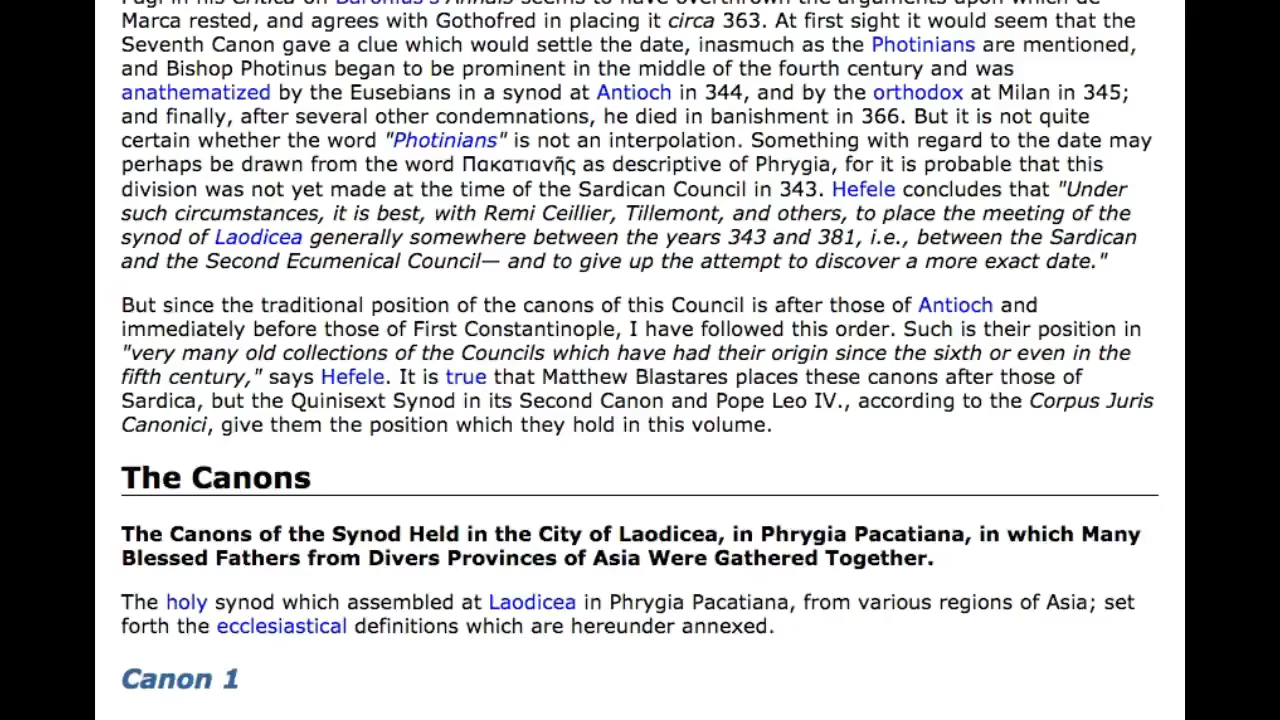 Pagi in his Critica on Baronius's Annals seems to have overthrown the arguments upon which de
Marca rested, and agrees with Gothofred in placing it circa 363. At first sight it would seem that the
Seventh Canon gave a clue which would settle the date, inasmuch as the Photinians are mentioned,
and Bishop Photinus began to be prominent in the middle of the fourth century and was
anathematized by the Eusebians in a synod at Antioch in 344, and by the orthodox at Milan in 345;
and finally, after several other condemnations, he died in banishment in 366. But it is not quite
certain whether the word "Photinians" is not an interpolation. Something with regard to the date may
perhaps be drawn from the word Πακατιανῆς as descriptive of Phrygia, for it is probable that this
division was not yet made at the time of the Sardican Council in 343. Hefele concludes that "Under
such circumstances, it is best, with Remi Ceillier, Tillemont, and others, to place the meeting of the
synod of Laodicea generally somewhere between the years 343 and 381, i.e., between the Sardican
and the Second Ecumenical Council— and to give up the attempt to discover a more exact date."
But since the traditional position of the canons of this Council is after those of Antioch and
immediately before those of First Constantinople, I have followed this order. Such is their position in
"very many old collections of the Councils which have had their origin since the sixth or even in the
fifth century," says Hefele. It is true that Matthew Blastares places these canons after those of
Sardica, but the Quinisext Synod in its Second Canon and Pope Leo IV., according to the Corpus Juris
Canonici, give them the position which they hold in this volume.
The Canons
The Canons of the Synod Held in the City of Laodicea, in Phrygia Pacatiana, in which Many
Blessed Fathers from Divers Provinces of Asia Were Gathered Together.
The holy synod which assembled at Laodicea in Phrygia Pacatiana, from various regions of Asia; set
forth the ecclesiastical definitions which are hereunder annexed.
Canon 1